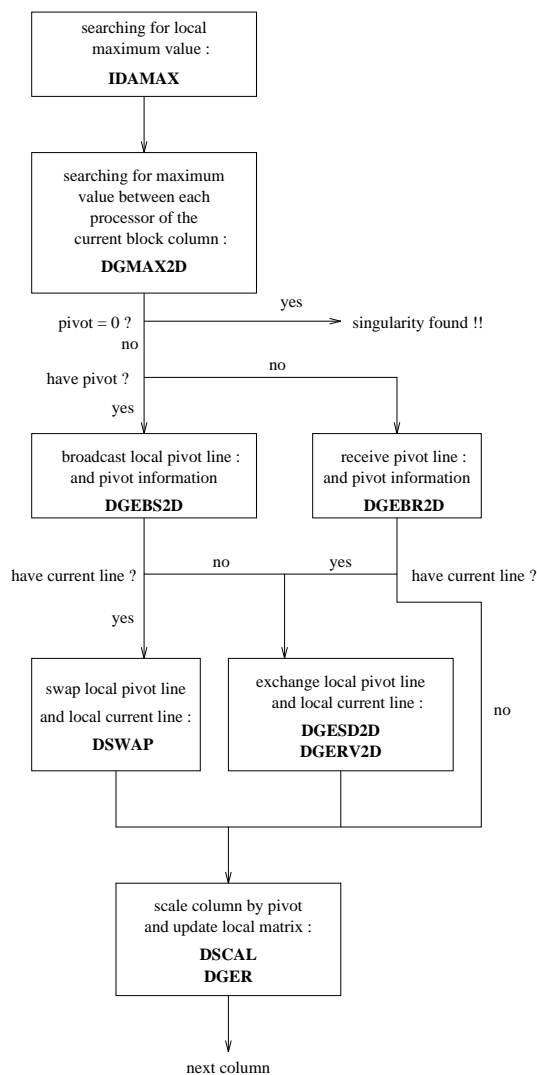 searching for local
maximum value :
IDAMAX
searching for maximum
value between each
processor of the
current block column :
DGMAX2D
pivot = 0 ?
yes
singularity found !!
no
have pivot ?
no
yes
broadcast local pivot line :
and pivot information
DGEBS2D
receive pivot line :
and pivot information
DGEBR2D
have current line ?
no
yes
have current line ?
yes
swap local pivot line
and local current line :
DSWAP
exchange local pivot line
and local current line :
DGESD2D
DGERV2D
no
scale column by pivot
and update local matrix :
DSCAL
DGER
next column